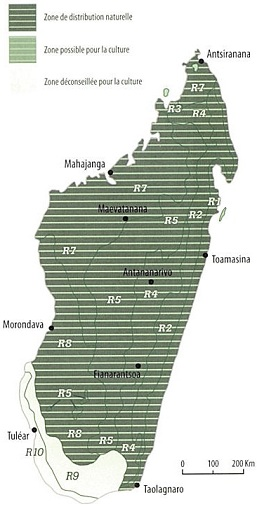 Zone de distribution naturelle
Zone possible pour la culture
Zone déconseillée pour la culture
Antsiranana
R7
R3
R4
Mahajanga
R7
Maevatanana
R1
R5
R2
R7
Toamasina
Antananarivo
R5
R4
Morondava
R2
R8
Fianarantsoa
R5
Tuléar
R8
R5
R4
R10
R9
Taolagnaro
0 100 200 Km